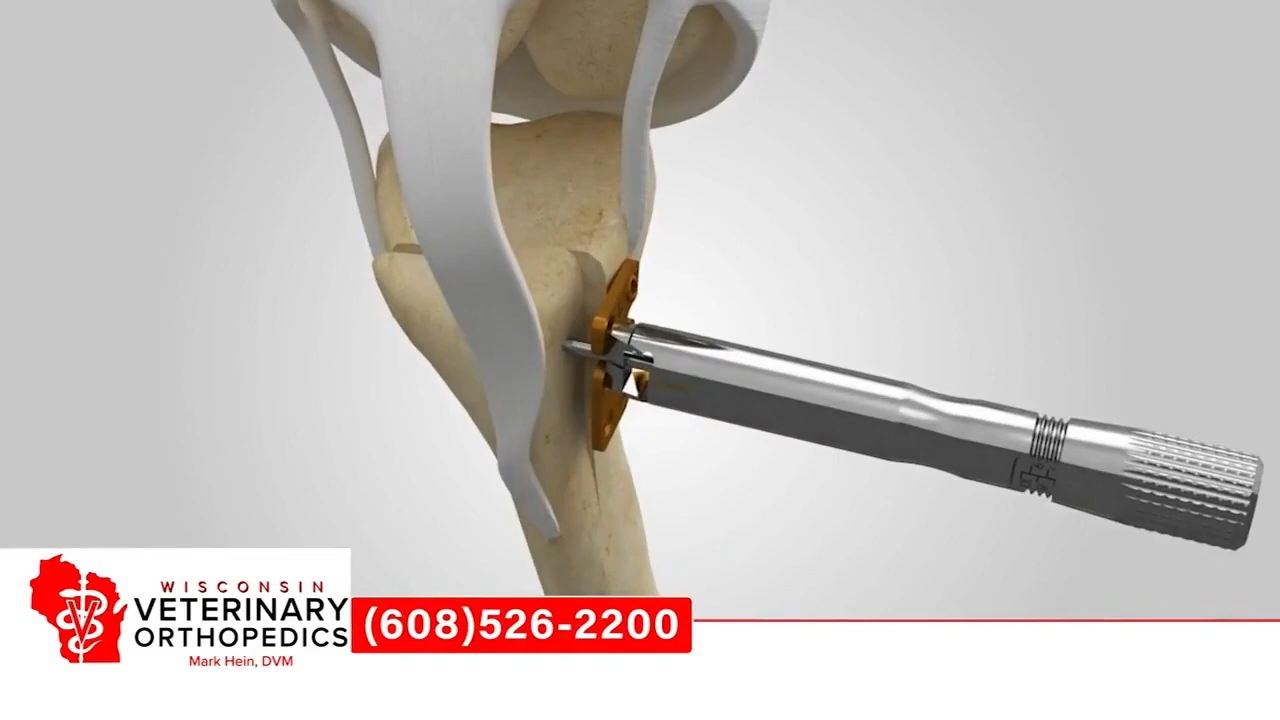 WISCONSIN
VETERINARY
ORTHOPEDICS
Mark Hein, DVM
(608)526-2200